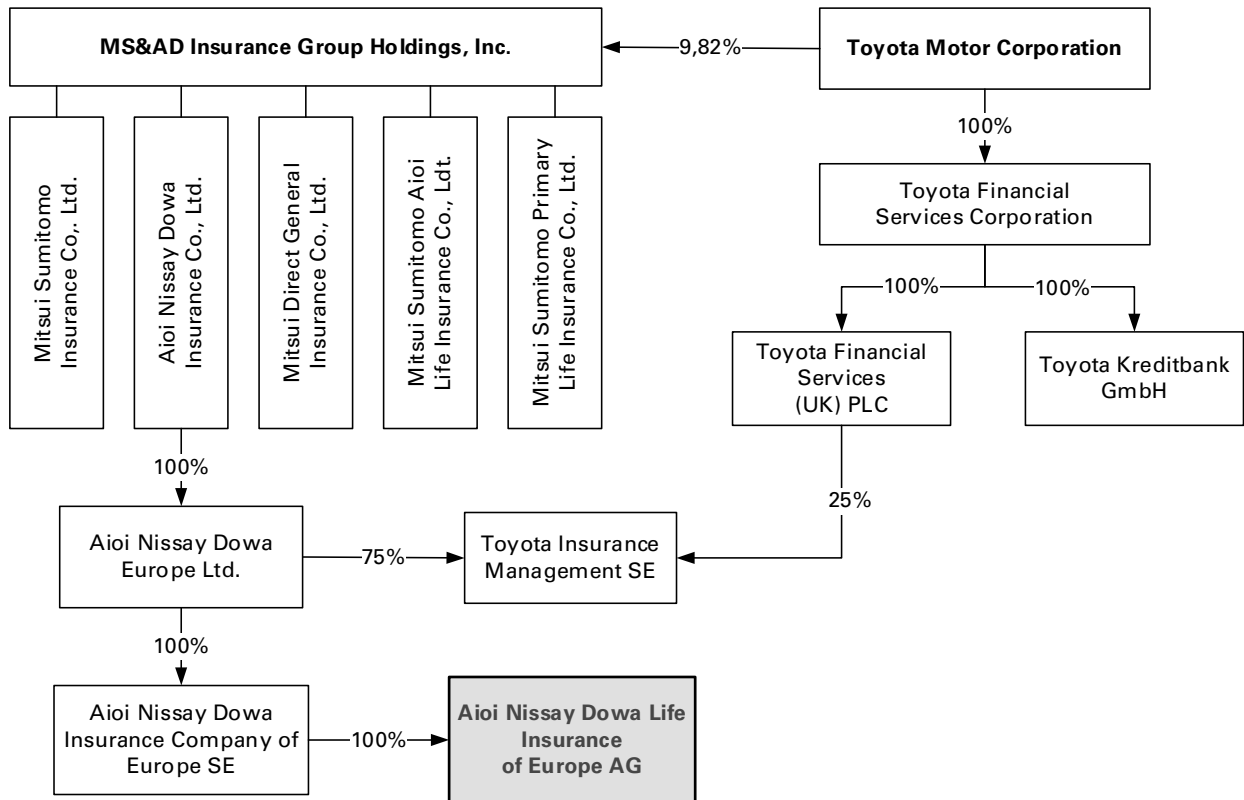 MS&AD Insurance Group Holdings, Inc.
9,82%
Toyota Motor Corporation
100%
Mitsui Sumitomo
Insurance Co,. Ltd.
Aioi Nissay Dowa
Insurance Co., Ltd.
Mitsui Direct General
Insurance Co., Ltd.
Mitsui Sumitomo Aioi
Life Insurance Co., Ldt.
Mitsui Sumitomo Primary
Life Insurance Co., Ltd.
Toyota Financial
Services Corporation
100%
100%
Toyota Financial
Services
(UK) PLC
Toyota Kreditbank
GmbH
100%
25%
Aioi Nissay Dowa
Europe Ltd.
75%
Toyota Insurance
Management SE
100%
Aioi Nissay Dowa
Insurance Company of
Europe SE
100%
Aioi Nissay Dowa Life
Insurance
of Europe AG